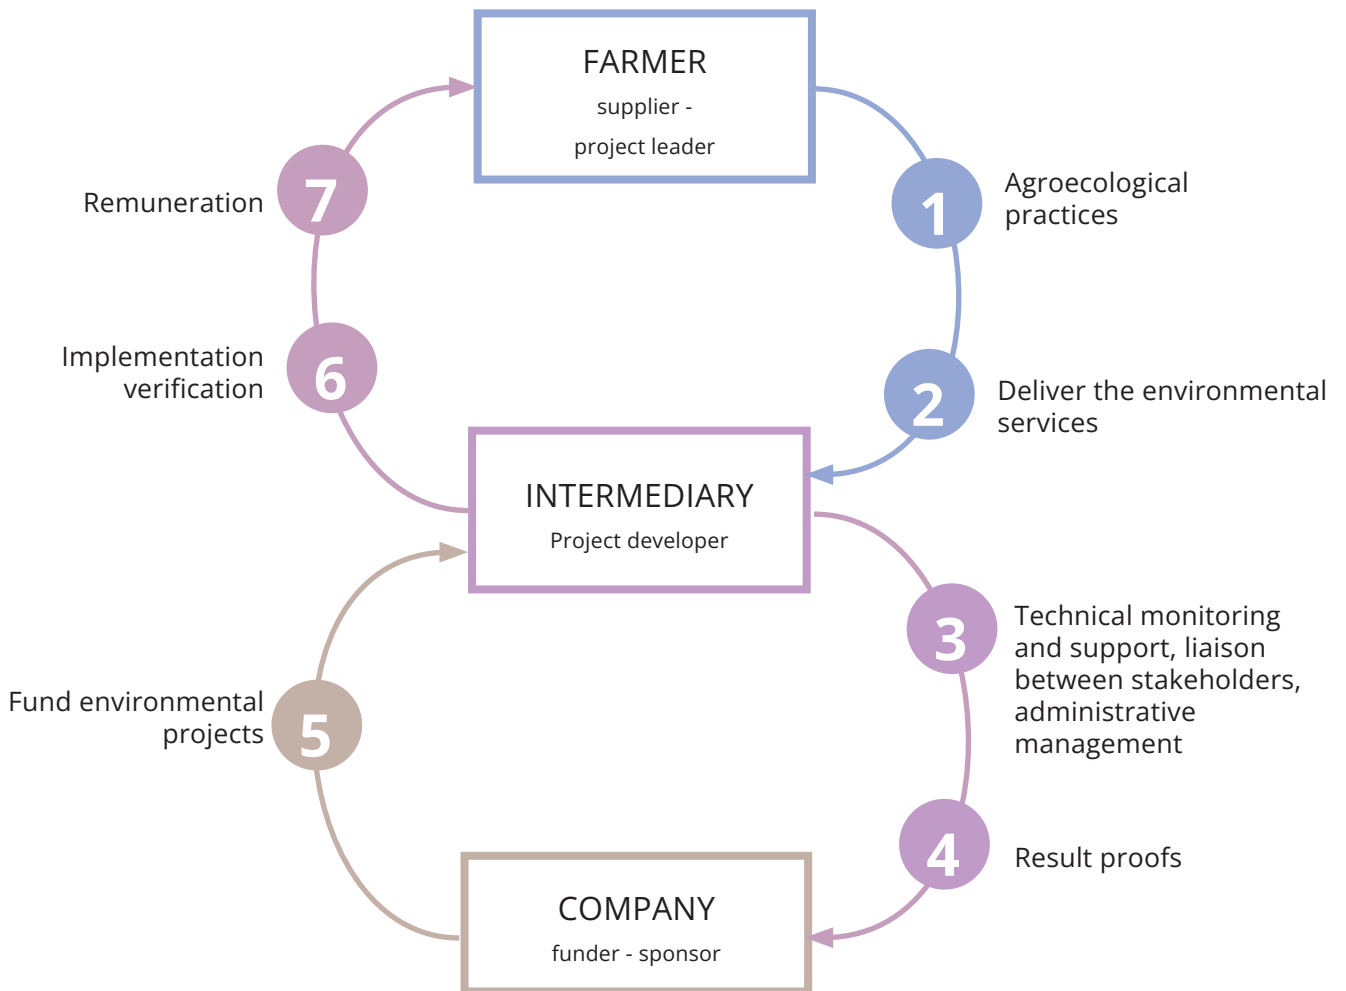 FARMER
supplier -
project leader
1
Agroecological
practices
2
Deliver the environmental
services
INTERMEDIARY
Project developer
3
Technical monitoring
and support, liaison
between stakeholders,
administrative
management
4
Result proofs
COMPANY
funder - sponsor
5
Fund environmental
projects
6
Implementation
verification
7
Remuneration